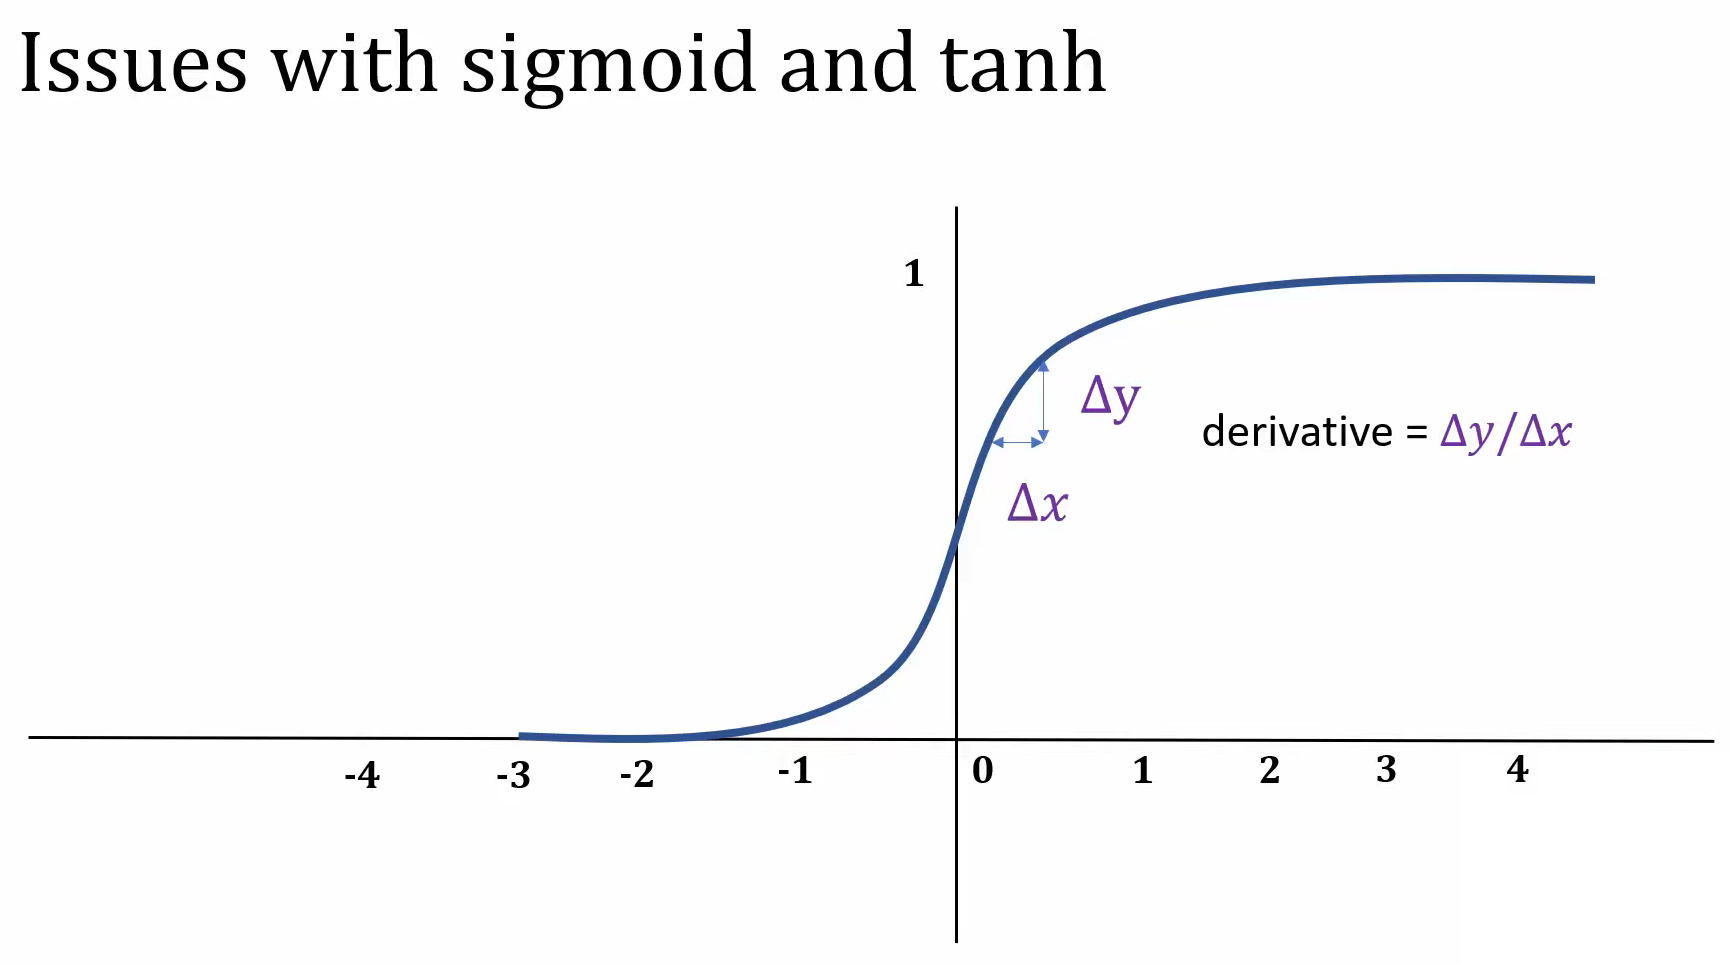 Issues with sigmoid and tanh
1
Δy
derivative = Δy/Δx
Δx
-4 -3 -2 -1 0 1 2 3 4